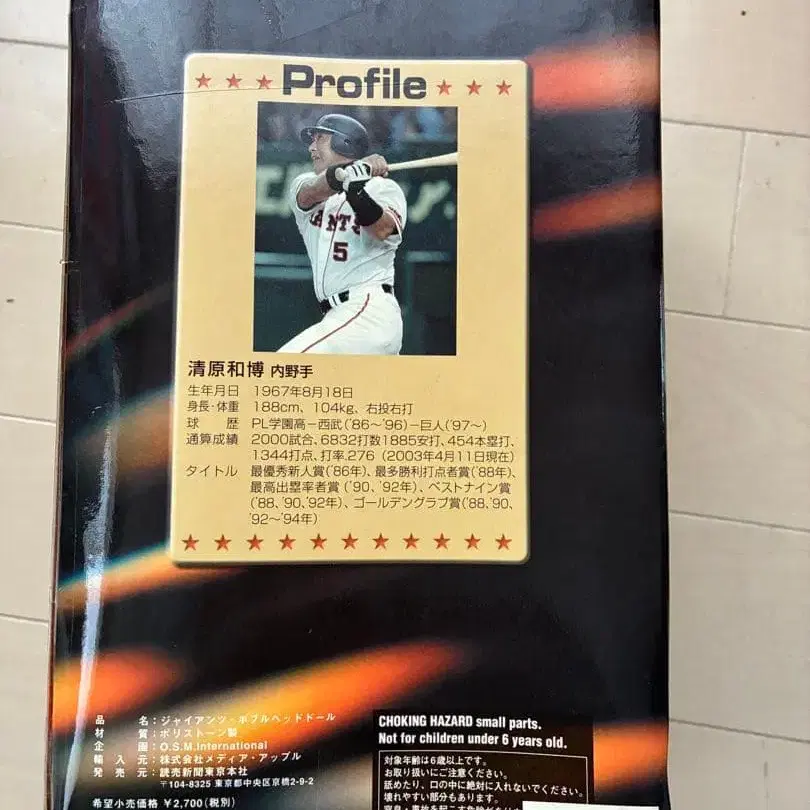 ★ ★ ★ Profile ★ ★ ★
ANTS
5
清原和博 内野手
生年月日 1967年8月18日
身長・体重 188cm、104kg、右投右打
球 歴 PL学園高−西武('86〜'96)−巨人('97〜)
通算成績 2000試合、6832打数1885安打、454本塁打、
1344打点、打率.276 (2003年4月11日現在)
タイトル 最優秀新人賞('86年)、最多勝利打点者賞('88年)、
最高出塁率者賞 ('90、'92年)、ベストナイン賞
('88、'90、'92年)、ゴールデングラブ賞('88、'90、
'92〜'94年)
★ ★ ★ ★ ★ ★ ★ ★ ★ ★ ★
品 名：ジャイアンツ・ボブルヘッドドール
材 質：ポリストーン製
企 画：O.S.M.International
輸 入 元：株式会社メディア・アップル
発 売 元：読売新聞東京本社
〒104-8325 東京都中央区京橋2-9-2
希望小売価格 ￥2,700(税別)
CHOKING HAZARD small parts.
Not for children under 6 years old.
対象年齢は6歳以上です。
お取り扱いにご注意ください。
舐めたり、口の中に絶対に入れないでください。
壊れやすい部分もあります。